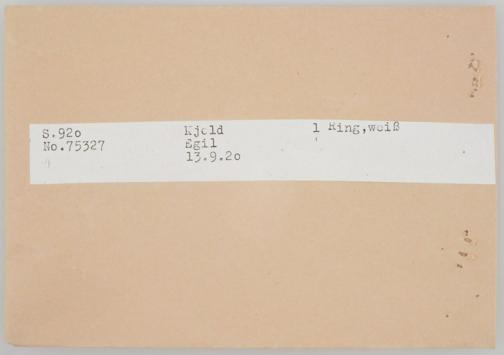 S.92o Kjeld 1 Ring,weiß
No.75327 Egil
13.9.2o